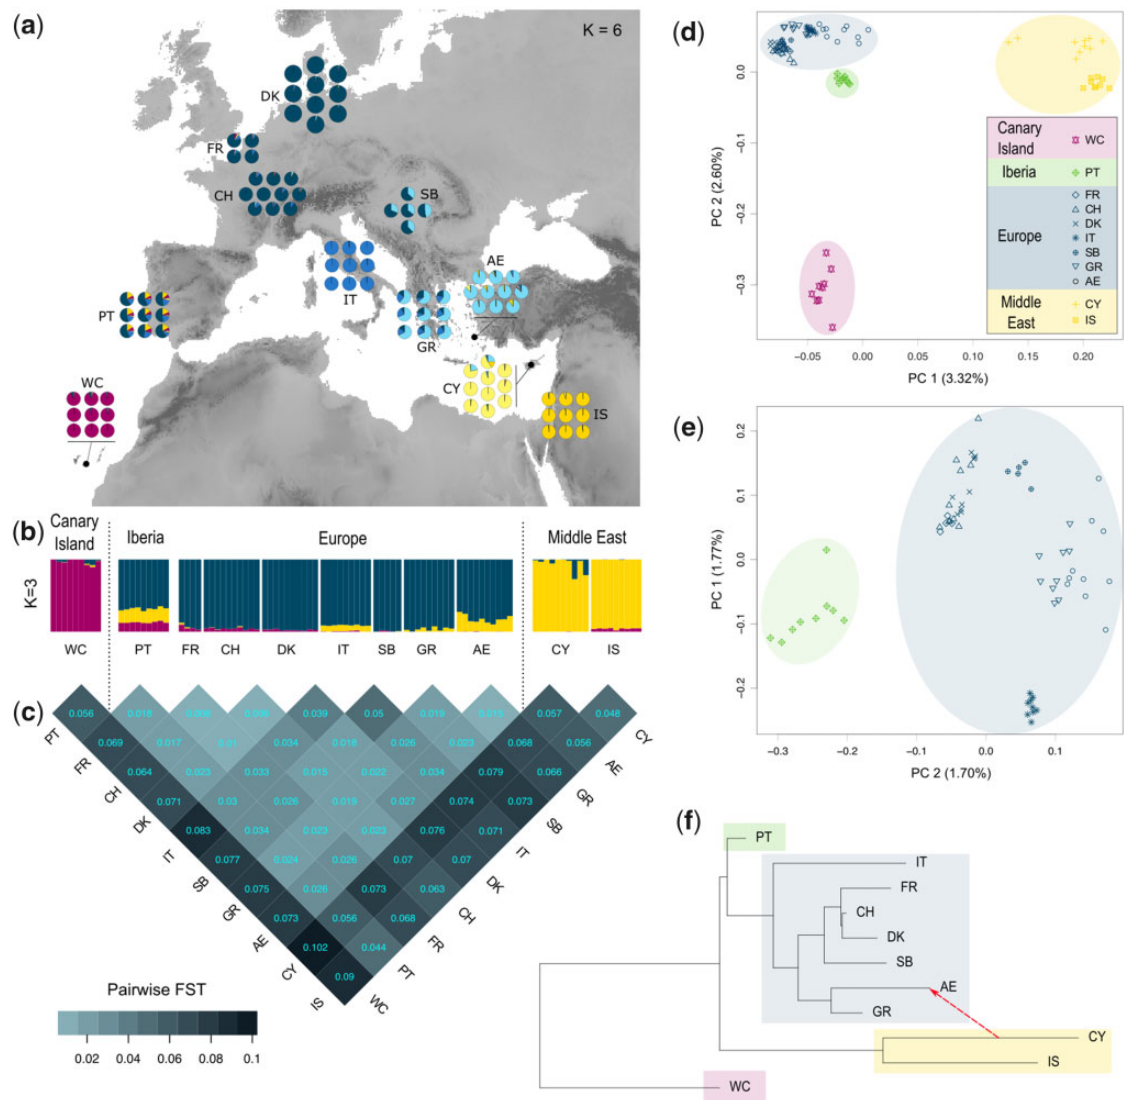 (a)
K = 6
DK
FR
CH
SB
IT
AE
PT
GR
WC
CY
IS
(b)
Canary
Island
Iberia
Europe
Middle East
K=3
WC
PT
FR
CH
DK
IT
SB
GR
AE
CY
IS
(c)
0.056
0.018
0.039
0.05
0.019
0.057
0.048
PT
0.069
0.017
0.01
0.034
0.018
0.026
0.023
0.068
0.056
CY
FR
0.064
0.023
0.033
0.015
0.022
0.034
0.079
0.066
AE
CH
0.071
0.03
0.026
0.019
0.027
0.074
0.073
GR
DK
0.083
0.034
0.023
0.023
0.076
0.071
SB
IT
0.077
0.024
0.026
0.07
0.07
IT
SB
0.075
0.026
0.073
0.063
DK
GR
0.073
0.056
0.068
CH
AE
0.102
0.044
FR
CY
0.09
PT
IS
WC
Pairwise FST
0.02 0.04 0.06 0.08 0.1
(d)
PC 2 (2.60%)
0.0
−0.1
−0.2
−0.3
−0.05 0.00 0.05 0.10 0.15 0.20
PC 1 (3.32%)
Canary
Island
WC
Iberia
PT
Europe
FR
CH
DK
IT
SB
GR
AE
Middle
East
CY
IS
(e)
PC 1 (1.77%)
0.2
0.1
0.0
−0.1
−0.2
−0.3 −0.2 −0.1 0.0 0.1
PC 2 (1.70%)
(f)
PT
IT
FR
CH
DK
SB
AE
GR
CY
IS
WC